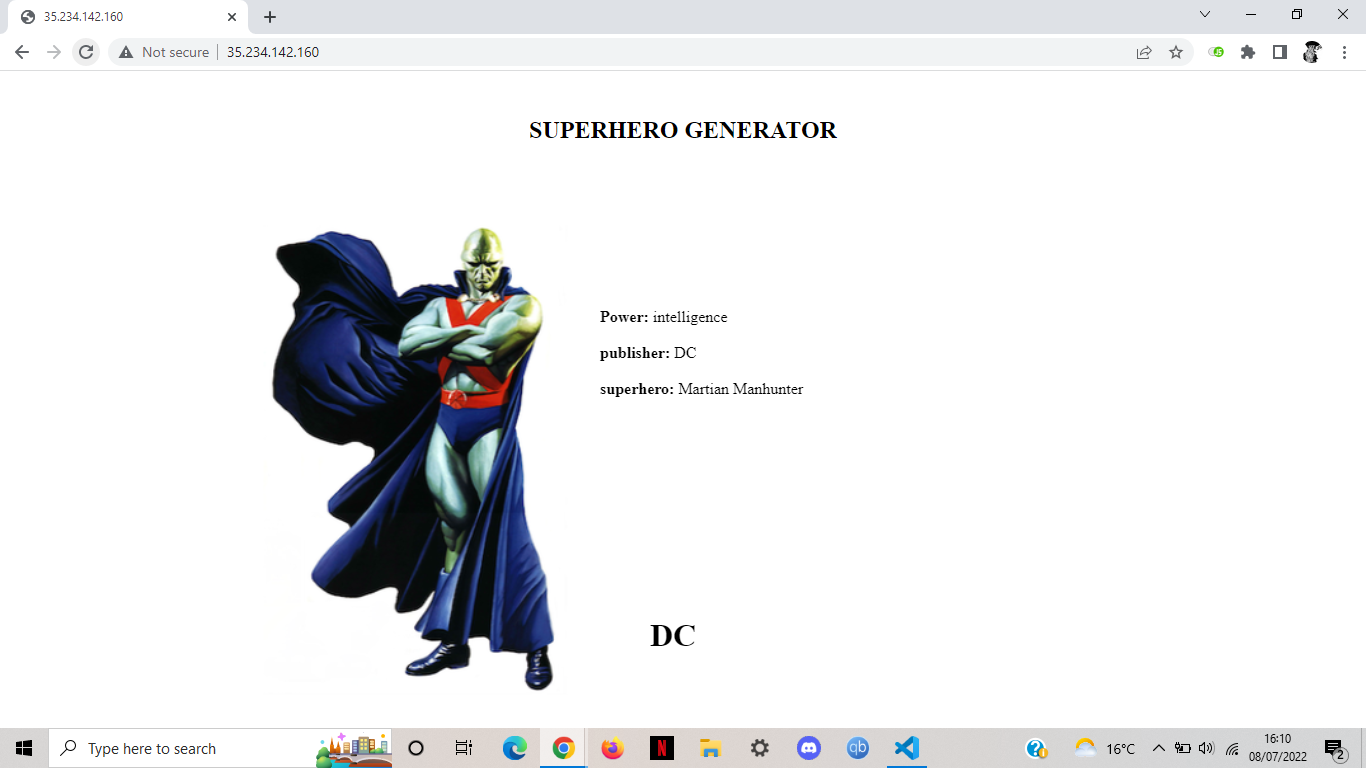 35.234.142.160
Not secure
35.234.142.160
SUPERHERO GENERATOR
Power: intelligence
publisher: DC
superhero: Martian Manhunter
DC
Type here to search
N
qb
16°C
16:10
08/07/2022
2